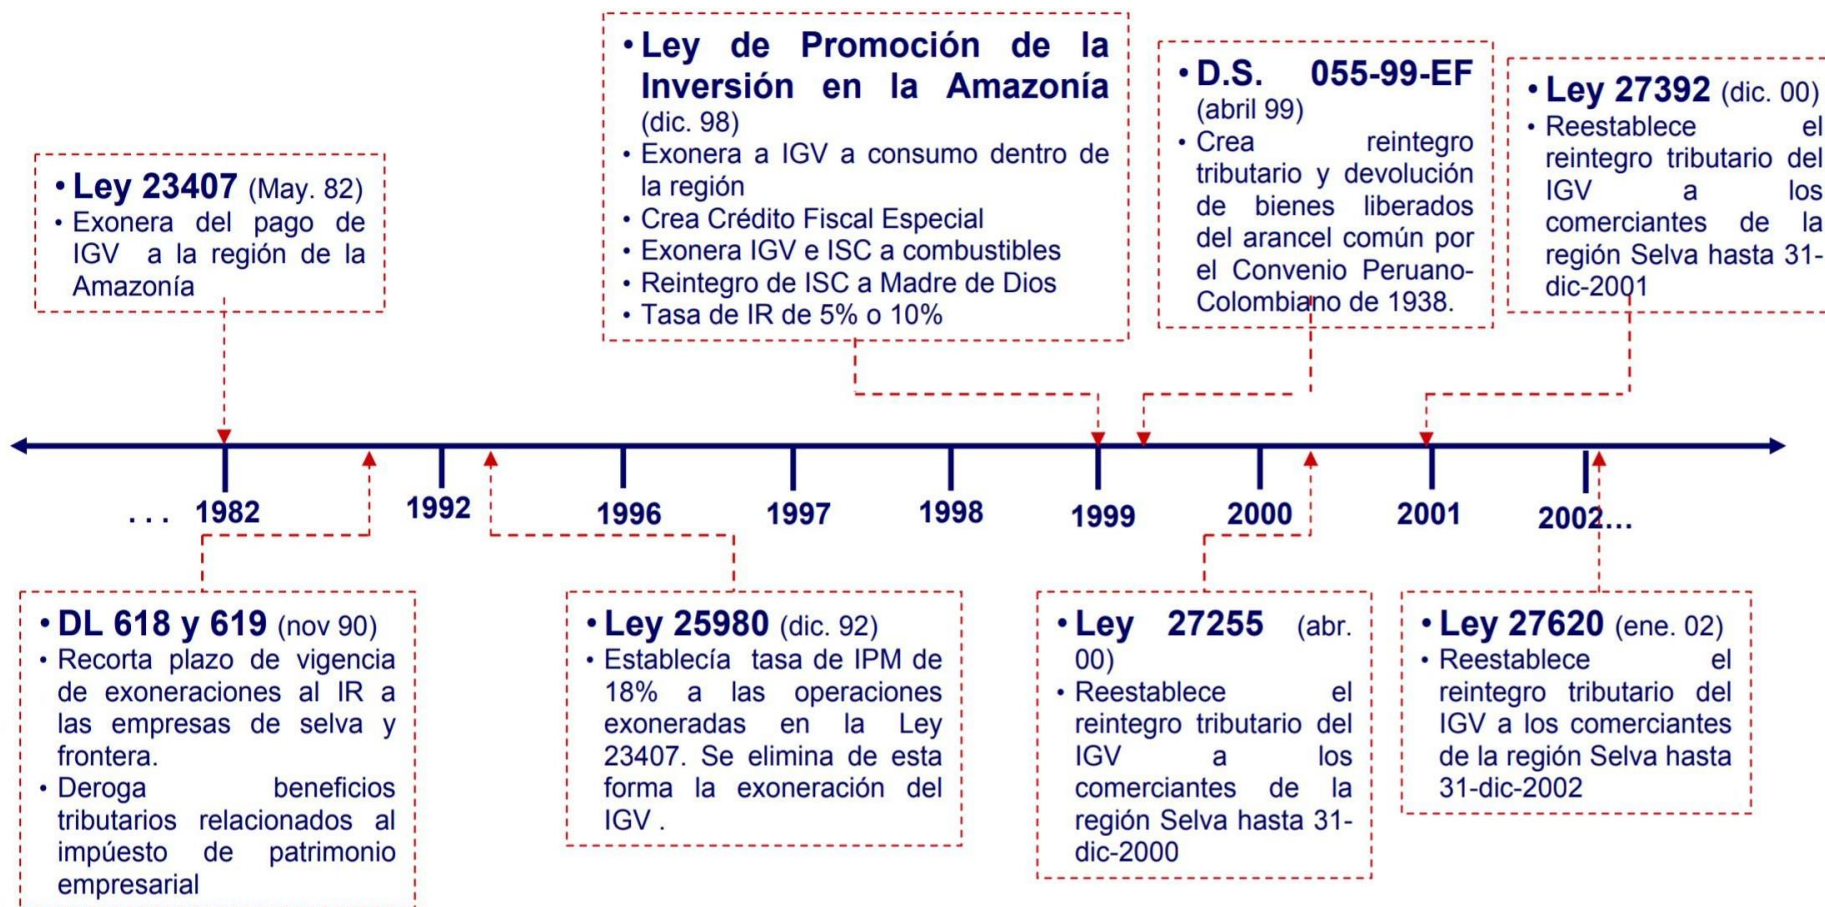 • Ley 23407 (May. 82)
• Exonera del pago de
IGV a la región de la
Amazonía
• Ley de Promoción de la
Inversión en la Amazonía
(dic. 98)
• Exonera a IGV a consumo dentro de
la región
• Crea Crédito Fiscal Especial
• Exonera IGV e ISC a combustibles
• Reintegro de ISC a Madre de Dios
• Tasa de IR de 5% o 10%
• D.S. 055-99-EF
(abril 99)
• Crea reintegro
tributario y devolución
de bienes liberados
del arancel común por
el Convenio Peruano-
Colombiano de 1938.
• Ley 27392 (dic. 00)
• Reestablece el
reintegro tributario del
IGV a los
comerciantes de la
región Selva hasta 31-
dic-2001
. . . 1982 1992 1996 1997 1998 1999 2000 2001 2002...
• DL 618 y 619 (nov 90)
• Recorta plazo de vigencia
de exoneraciones al IR a
las empresas de selva y
frontera.
• Deroga beneficios
tributarios relacionados al
impúesto de patrimonio
empresarial
• Ley 25980 (dic. 92)
• Establecía tasa de IPM de
18% a las operaciones
exoneradas en la Ley
23407. Se elimina de esta
forma la exoneración del
IGV .
• Ley 27255 (abr.
00)
• Reestablece el
reintegro tributario del
IGV a los
comerciantes de la
región Selva hasta 31-
dic-2000
• Ley 27620 (ene. 02)
• Reestablece el
reintegro tributario del
IGV a los comerciantes
de la región Selva hasta
31-dic-2002